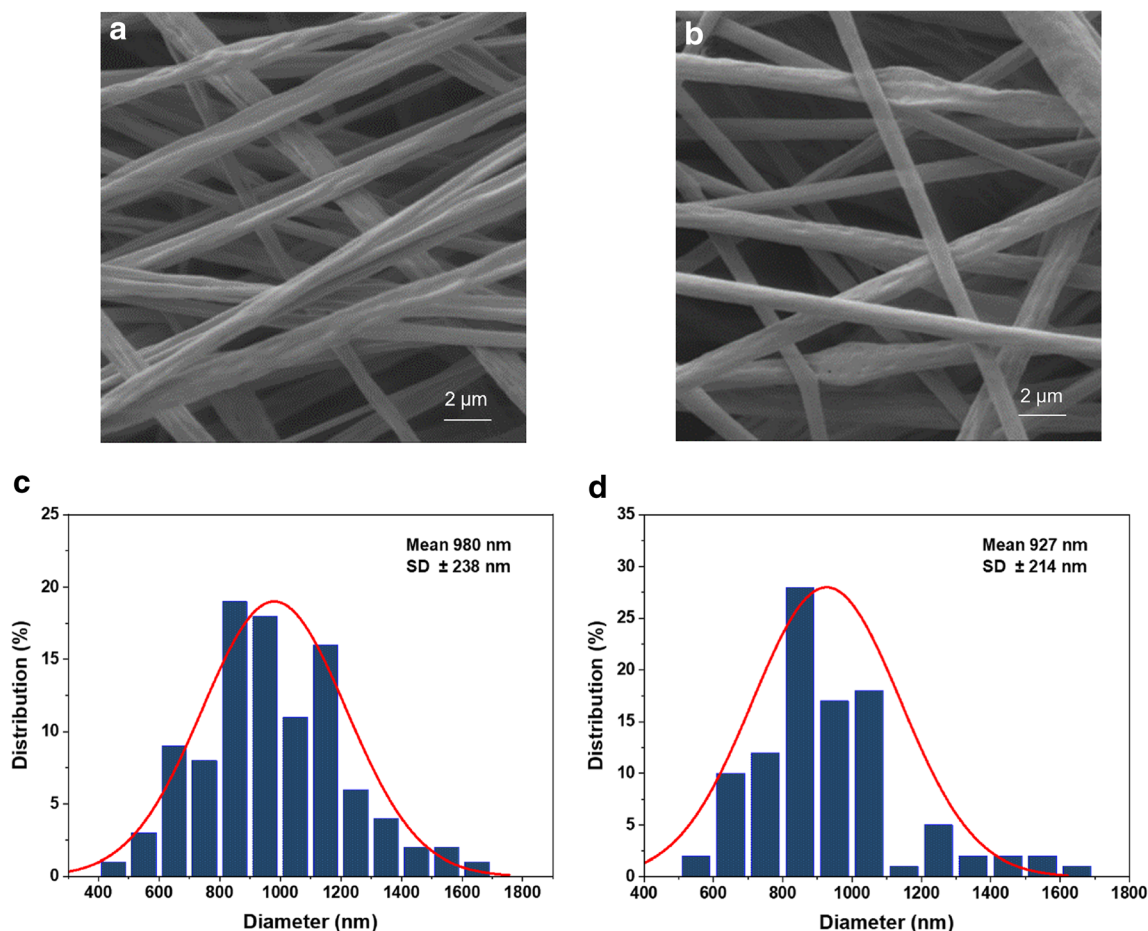 a
b
2 µm
2 µm
c
d
25
20
15
10
5
0
Distribution (%)
Mean 980 nm
SD ± 238 nm
400 600 800 1000 1200 1400 1600 1800
Diameter (nm)
35
30
25
20
15
10
5
0
Distribution (%)
Mean 927 nm
SD ± 214 nm
400 600 800 1000 1200 1400 1600 1800
Diameter (nm)